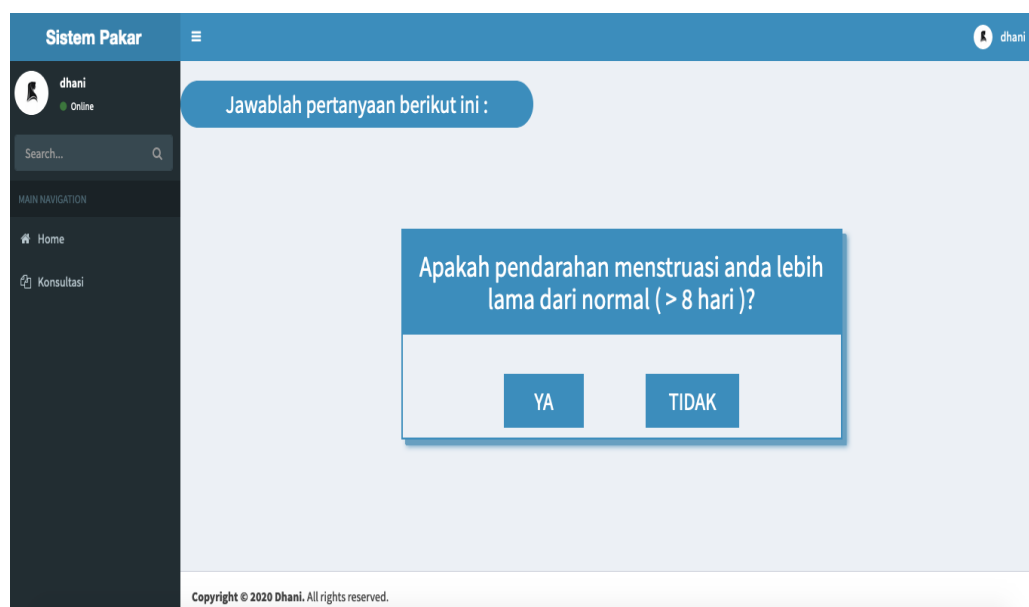 Sistem Pakar
dhani
dhani
Online
Search...
MAIN NAVIGATION
Home
Konsultasi
Jawablah pertanyaan berikut ini :
Apakah pendarahan menstruasi anda lebih
lama dari normal ( > 8 hari )?
YA
TIDAK
Copyright © 2020 Dhani. All rights reserved.